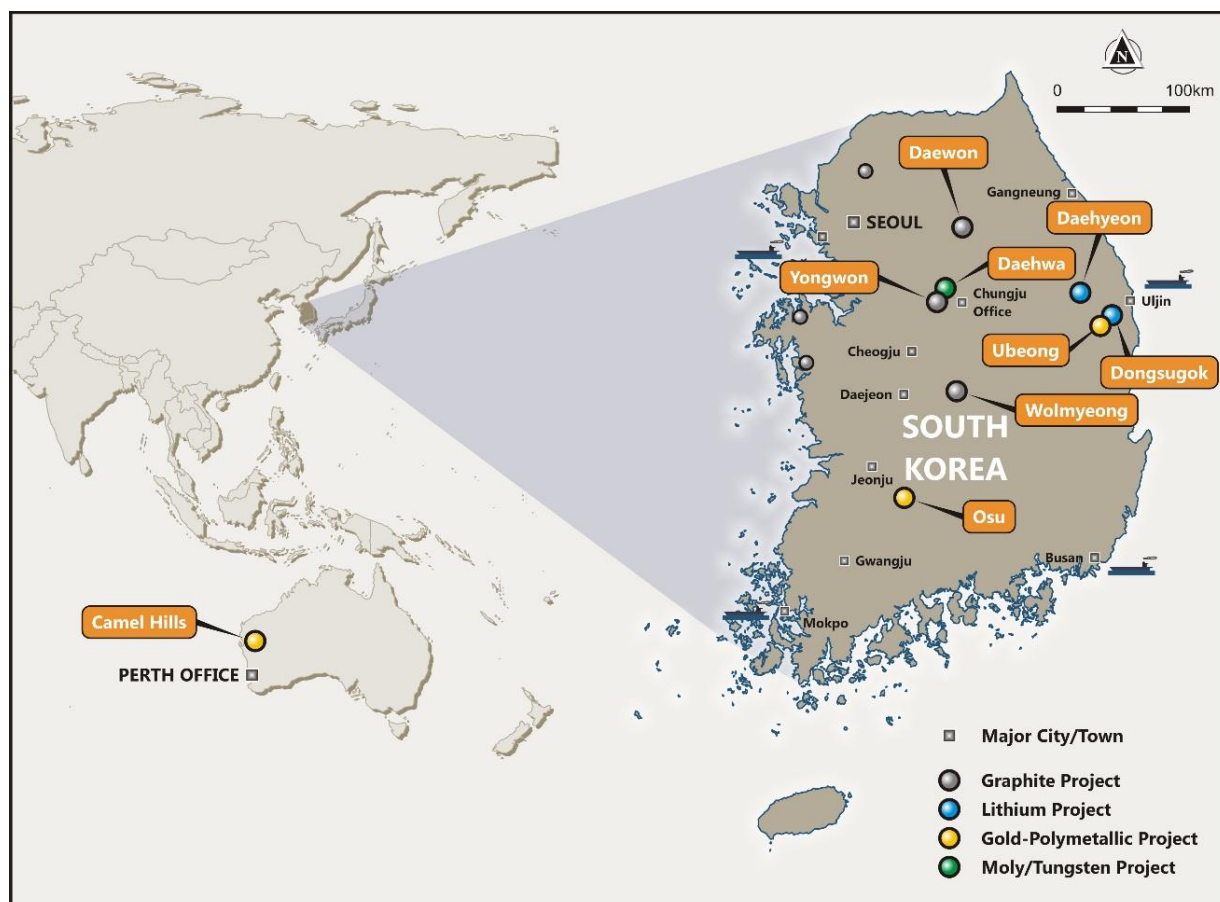 N
0 100km
Daewon
Gangneung
Daehyeon
SEOUL
Daehwa
Yongwon
Chungju
Office
Uljin
Ubeong
Cheogju
Dongsugok
Daejeon
Wolmyeong
SOUTH
KOREA
Jeonju
Osu
Gwangju
Busan
Mokpo
Camel Hills
PERTH OFFICE
Major City/Town
Graphite Project
Lithium Project
Gold-Polymetallic Project
Moly/Tungsten Project